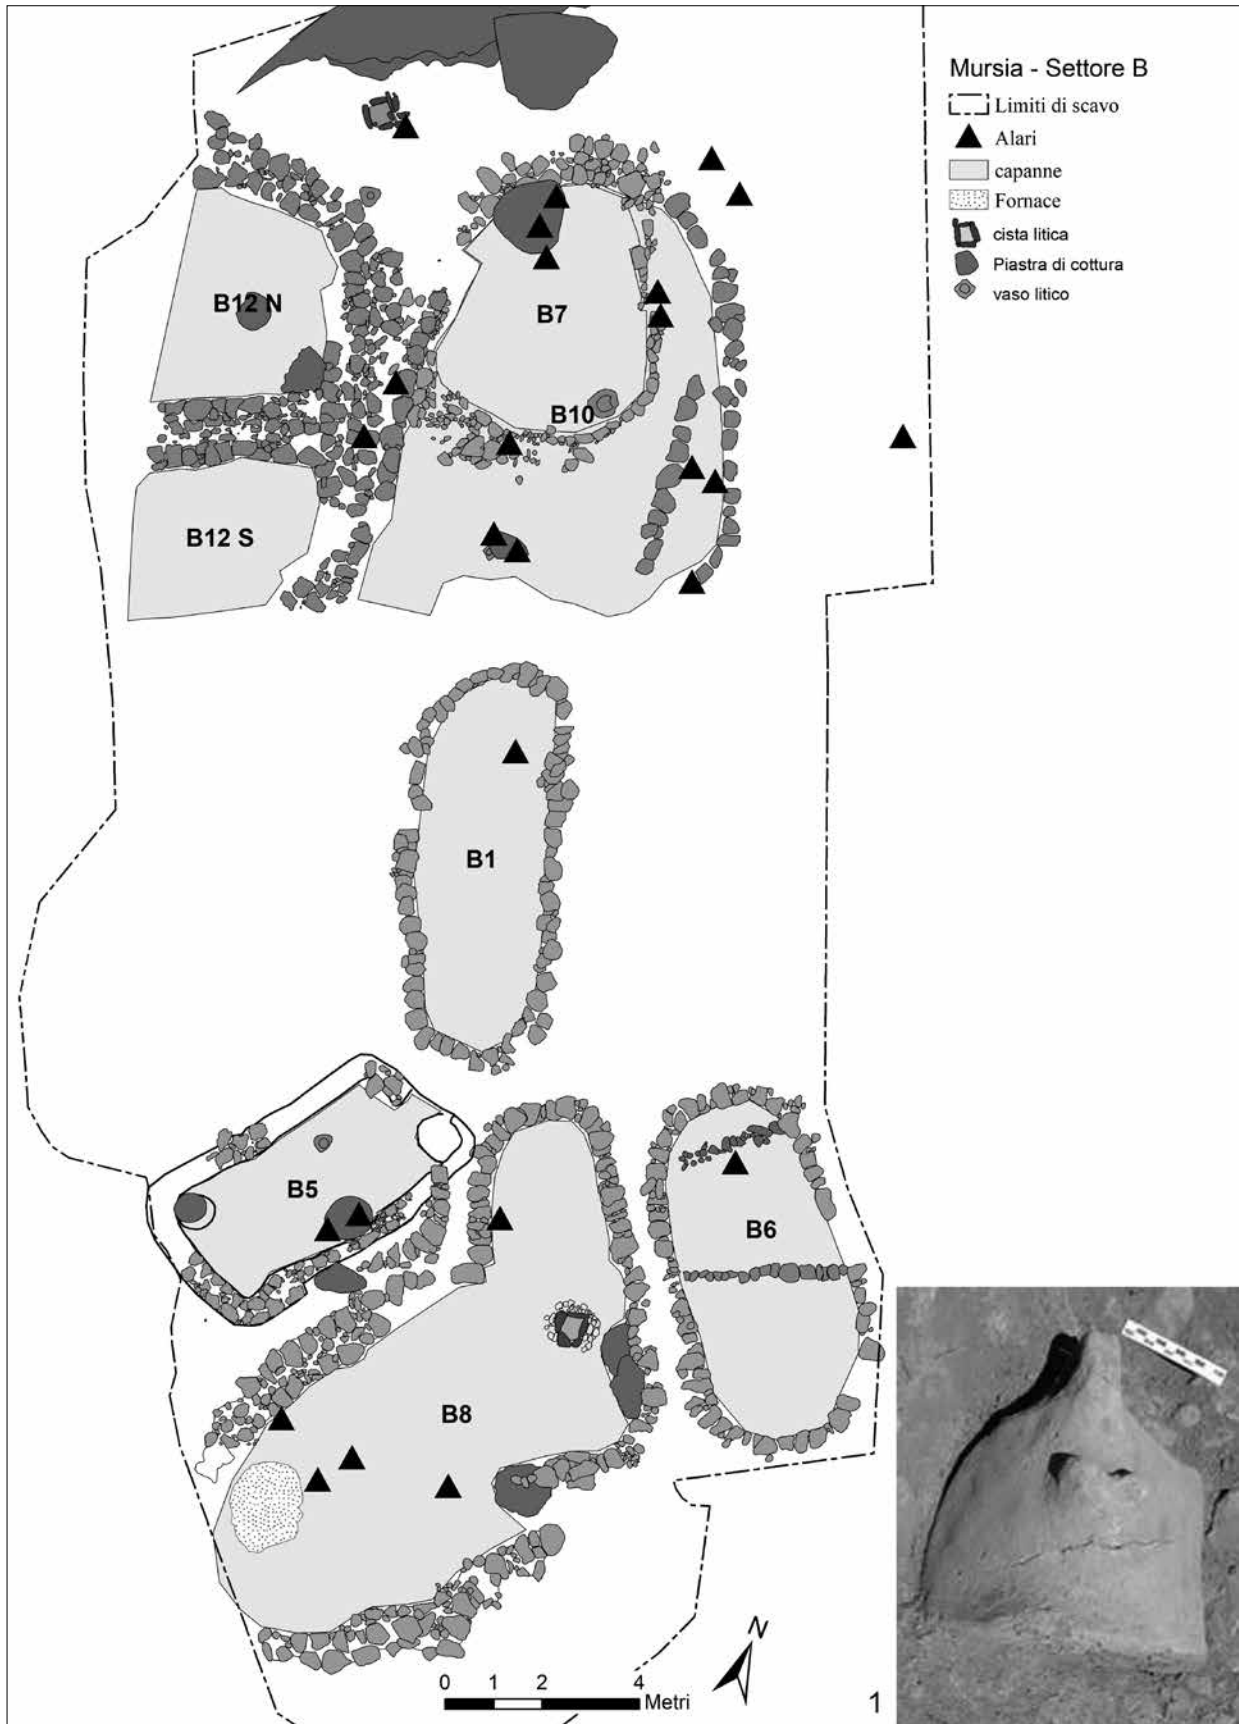 Mursia - Settore B
Limiti di scavo
Alari
capanne
Fornace
cista litica
Piastra di cottura
vaso litico
B12 N
B7
B10
B12 S
B1
B5
B6
B8
N
0 1 2 4
Metri
1